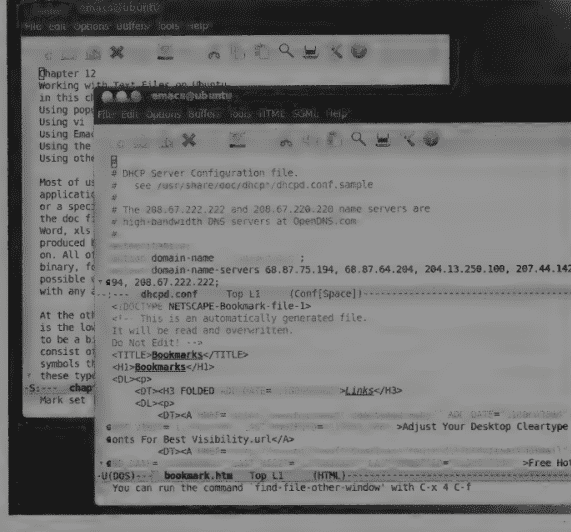 emacs@ubuntu
File Edit Options Buffers Tools Help
Chapter 12
Working with Text Files on Ubuntu
in this ch
Using pop
Using vi
Using Emac
Using the
Using othe
Most of us
applicatio
or a speci
the doc fi
Word, xls
produced b
on. All of
binary, fo
possible
with any a
At the oth
is the low
to be a bi
consist o
symbols th
these type
-S:--- chap
Mark set
emacs@ubuntu
File Edit Options Buffers Tools HTML SGML Help
# DHCP Server Configuration file.
# see /usr/share/doc/dhcp*/dhcpd.conf.sample
#
# The 208.67.222.222 and 208.67.220.220 name servers are
# high-bandwidth DNS servers at OpenDNS.com
#
domain-name ;
domain-name-servers 68.87.75.194, 68.87.64.204, 204.13.250.100, 207.44.142
94, 208.67.222.222;
--:--- dhcpd.conf Top L1 (Conf[Space])
<!DOCTYPE NETSCAPE-Bookmark-file-1>
<!-- This is an automatically generated file.
It will be read and overwritten.
Do Not Edit! -->
<TITLE>Bookmarks</TITLE>
<H1>Bookmarks</H1>
<DL><p>
<DT><H3 FOLDED ADD_DATE= >Links</H3>
<DL><p>
<DT><A HREF= ADD_DATE=
>Adjust Your Desktop Cleartype
onts For Best Visibility.url</A>
<DT><A HREF=
>Free Hot
-U(DOS)--- bookmark.htm Top L1 (HTML)
You can run the command `find-file-other-window' with C-x 4 C-f